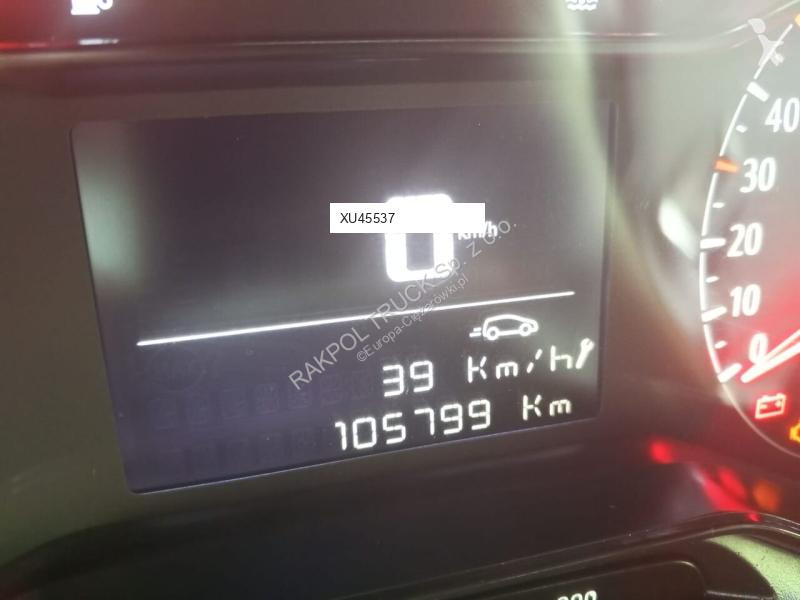 XU45537
0 km/h
RAKPOL TRUCK Sp. z o.o.
©Europa-Ciężarówki.pl
39 Km/h
105799 Km
40
30
20
10
0